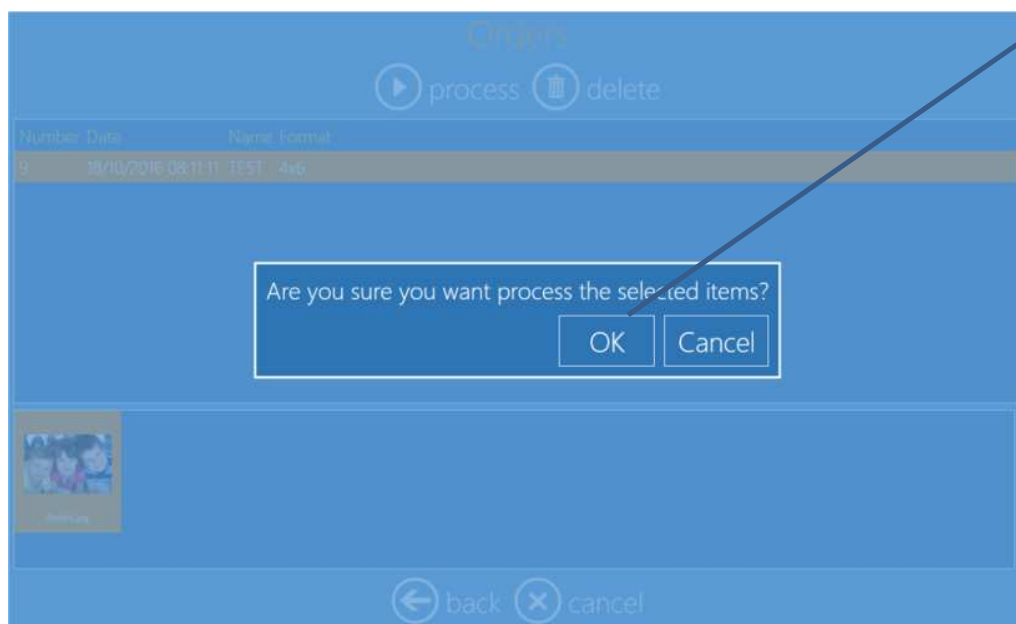 Orders
process delete
Number Date Name Format
9 18/10/2016 08:11:11 TEST 4x6
Are you sure you want process the selected items?
OK Cancel
back cancel